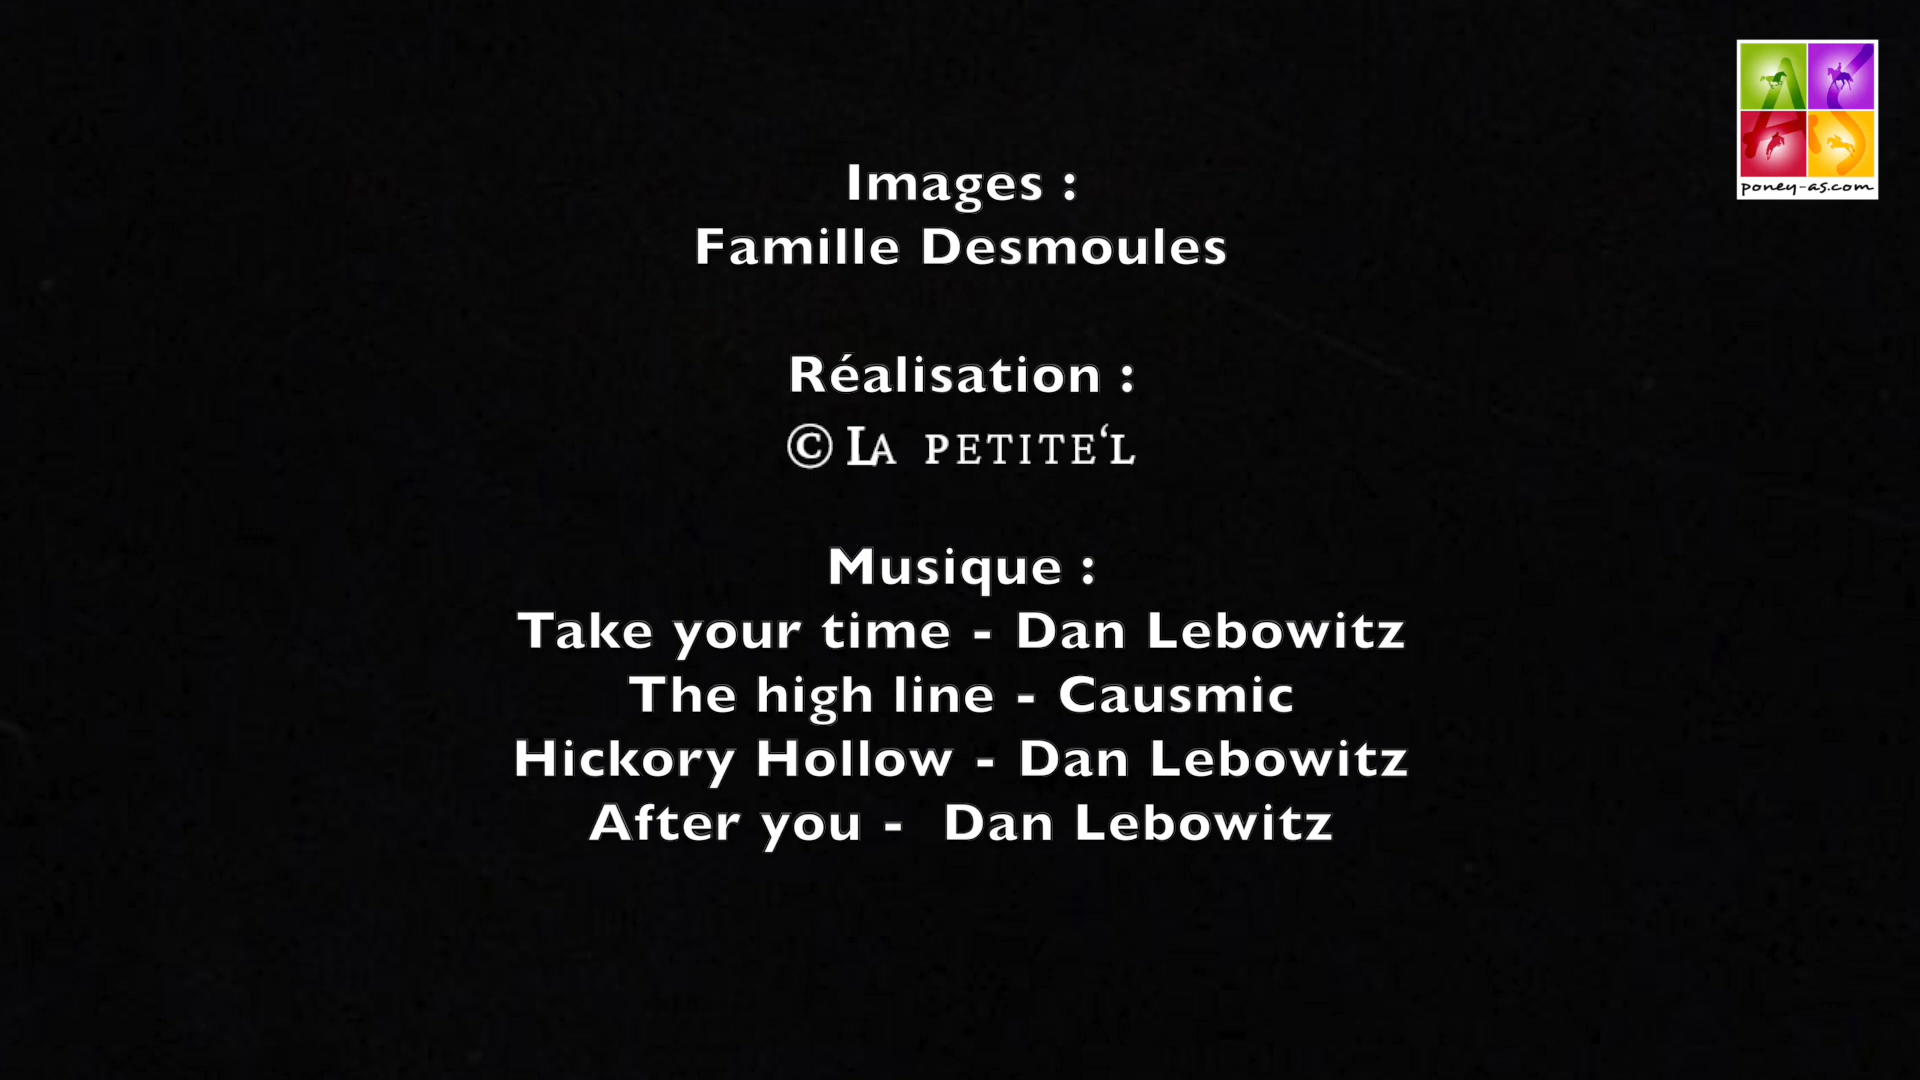 Images :
Famille Desmoules
Réalisation :
© LA PETITE‘L
Musique :
Take your time - Dan Lebowitz
The high line - Causmic
Hickory Hollow - Dan Lebowitz
After you -  Dan Lebowitz
poney-as.com